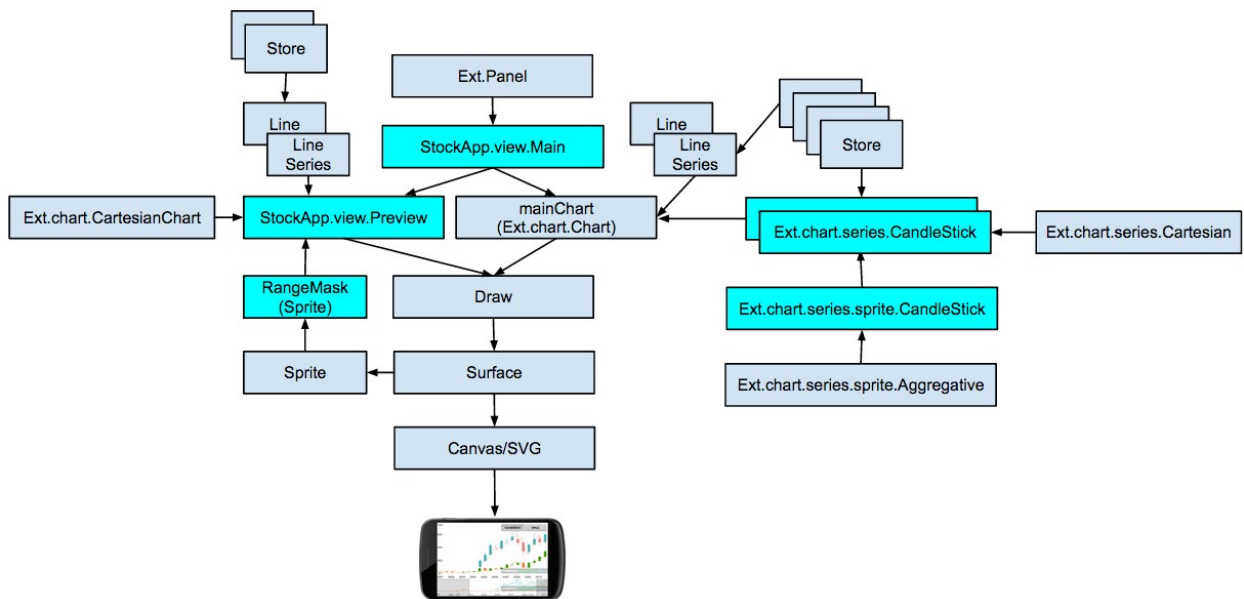 Store
Ext.Panel
Line
Line
Series
StockApp.view.Main
Line
Line
Series
Store
Ext.chart.CartesianChart
StockApp.view.Preview
mainChart
(Ext.chart.Chart)
Ext.chart.series.CandleStick
Ext.chart.series.Cartesian
RangeMask
(Sprite)
Draw
Ext.chart.series.sprite.CandleStick
Sprite
Surface
Ext.chart.series.sprite.Aggregative
Canvas/SVG